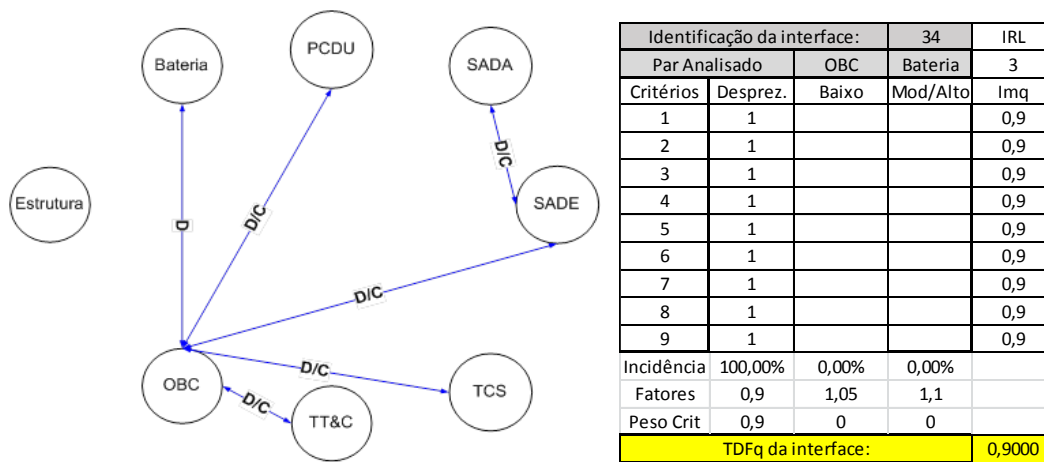 Bateria
PCDU
SADA
D/C
Estrutura
SADE
D
D/C
D/C
D/C
OBC
D/C
TT&C
TCS
Identificação da interface: 34 IRL
Par Analisado OBC Bateria 3
Critérios Desprez. Baixo Mod/Alto Imq
1 1 0,9
2 1 0,9
3 1 0,9
4 1 0,9
5 1 0,9
6 1 0,9
7 1 0,9
8 1 0,9
9 1 0,9
Incidência 100,00% 0,00% 0,00%
Fatores 0,9 1,05 1,1
Peso Crit 0,9 0 0
TDFq da interface: 0,9000